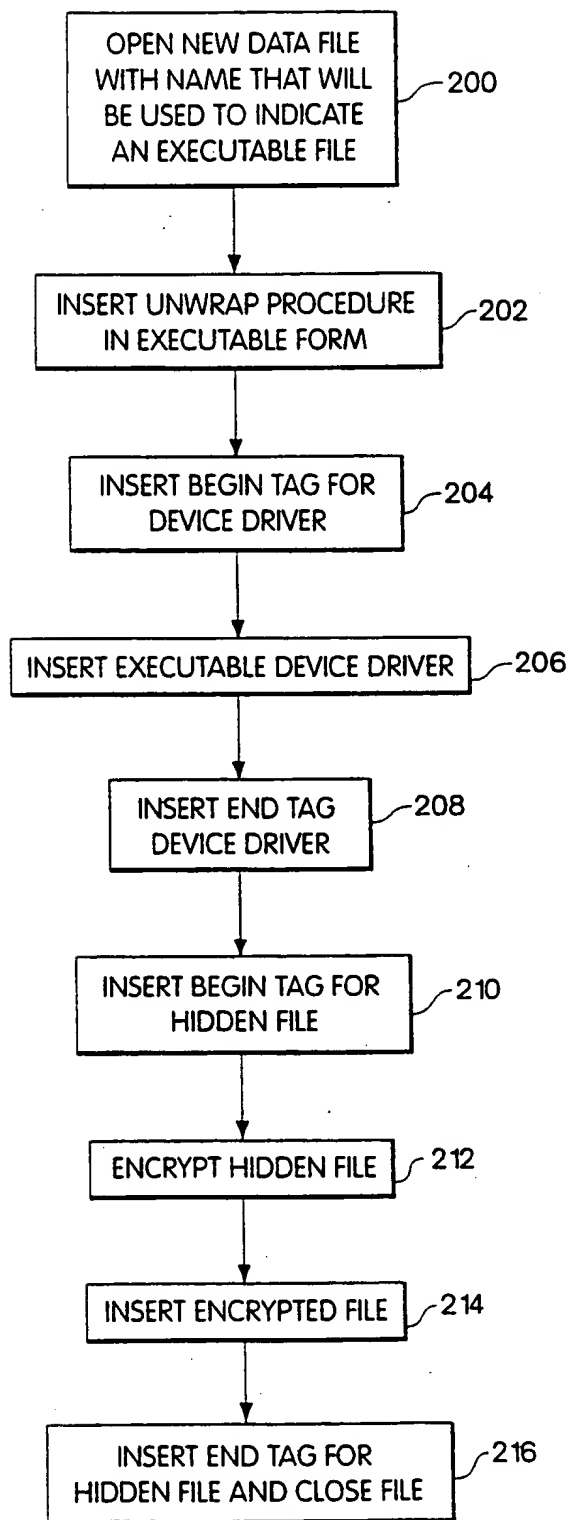 OPEN NEW DATA FILE
WITH NAME THAT WILL
BE USED TO INDICATE
AN EXECUTABLE FILE
200
INSERT UNWRAP PROCEDURE
IN EXECUTABLE FORM
202
INSERT BEGIN TAG FOR
DEVICE DRIVER
204
INSERT EXECUTABLE DEVICE DRIVER
206
INSERT END TAG
DEVICE DRIVER
208
INSERT BEGIN TAG FOR
HIDDEN FILE
210
ENCRYPT HIDDEN FILE
212
INSERT ENCRYPTED FILE
214
INSERT END TAG FOR
HIDDEN FILE AND CLOSE FILE
216